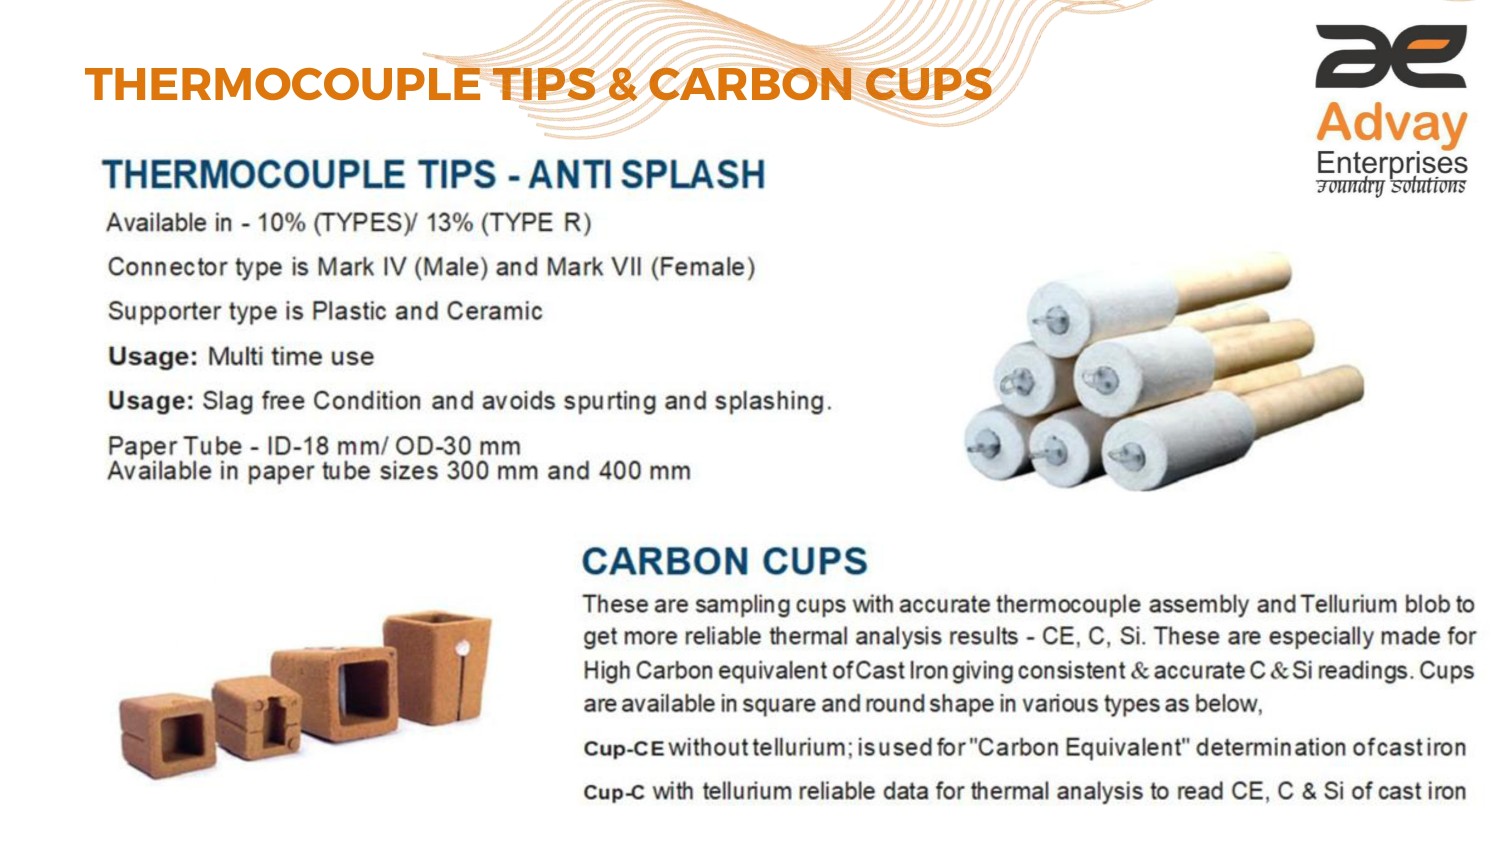 THERMOCOUPLE TIPS & CARBON CUPS
ae
Advay
Enterprises
Foundry Solutions
THERMOCOUPLE TIPS - ANTI SPLASH
Available in - 10% (TYPES)/ 13% (TYPE R)
Connector type is Mark IV (Male) and Mark VII (Female)
Supporter type is Plastic and Ceramic
Usage: Multi time use
Usage: Slag free Condition and avoids spurting and splashing.
Paper Tube - ID-18 mm/ OD-30 mm
Available in paper tube sizes 300 mm and 400 mm
CARBON CUPS
These are sampling cups with accurate thermocouple assembly and Tellurium blob to
get more reliable thermal analysis results - CE, C, Si. These are especially made for
High Carbon equivalent of Cast Iron giving consistent & accurate C & Si readings. Cups
are available in square and round shape in various types as below,
Cup-CE without tellurium; is used for "Carbon Equivalent" determination of cast iron
Cup-C with tellurium reliable data for thermal analysis to read CE, C & Si of cast iron